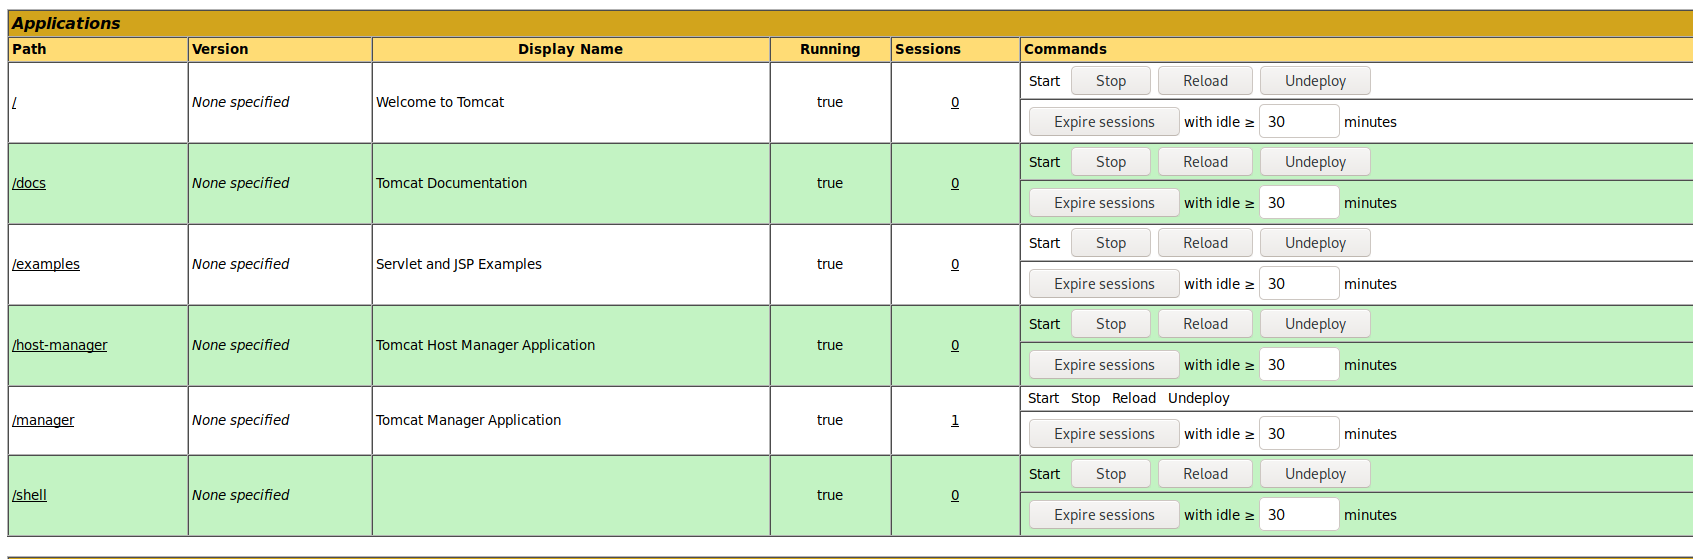 Applications
Path Version Display Name Running Sessions Commands
/ None specified Welcome to Tomcat true 0 Start Stop Reload Undeploy
Expire sessions with idle ≥ 30 minutes
/docs None specified Tomcat Documentation true 0 Start Stop Reload Undeploy
Expire sessions with idle ≥ 30 minutes
/examples None specified Servlet and JSP Examples true 0 Start Stop Reload Undeploy
Expire sessions with idle ≥ 30 minutes
/host-manager None specified Tomcat Host Manager Application true 0 Start Stop Reload Undeploy
Expire sessions with idle ≥ 30 minutes
/manager None specified Tomcat Manager Application true 1 Start Stop Reload Undeploy
Expire sessions with idle ≥ 30 minutes
/shell None specified true 0 Start Stop Reload Undeploy
Expire sessions with idle ≥ 30 minutes